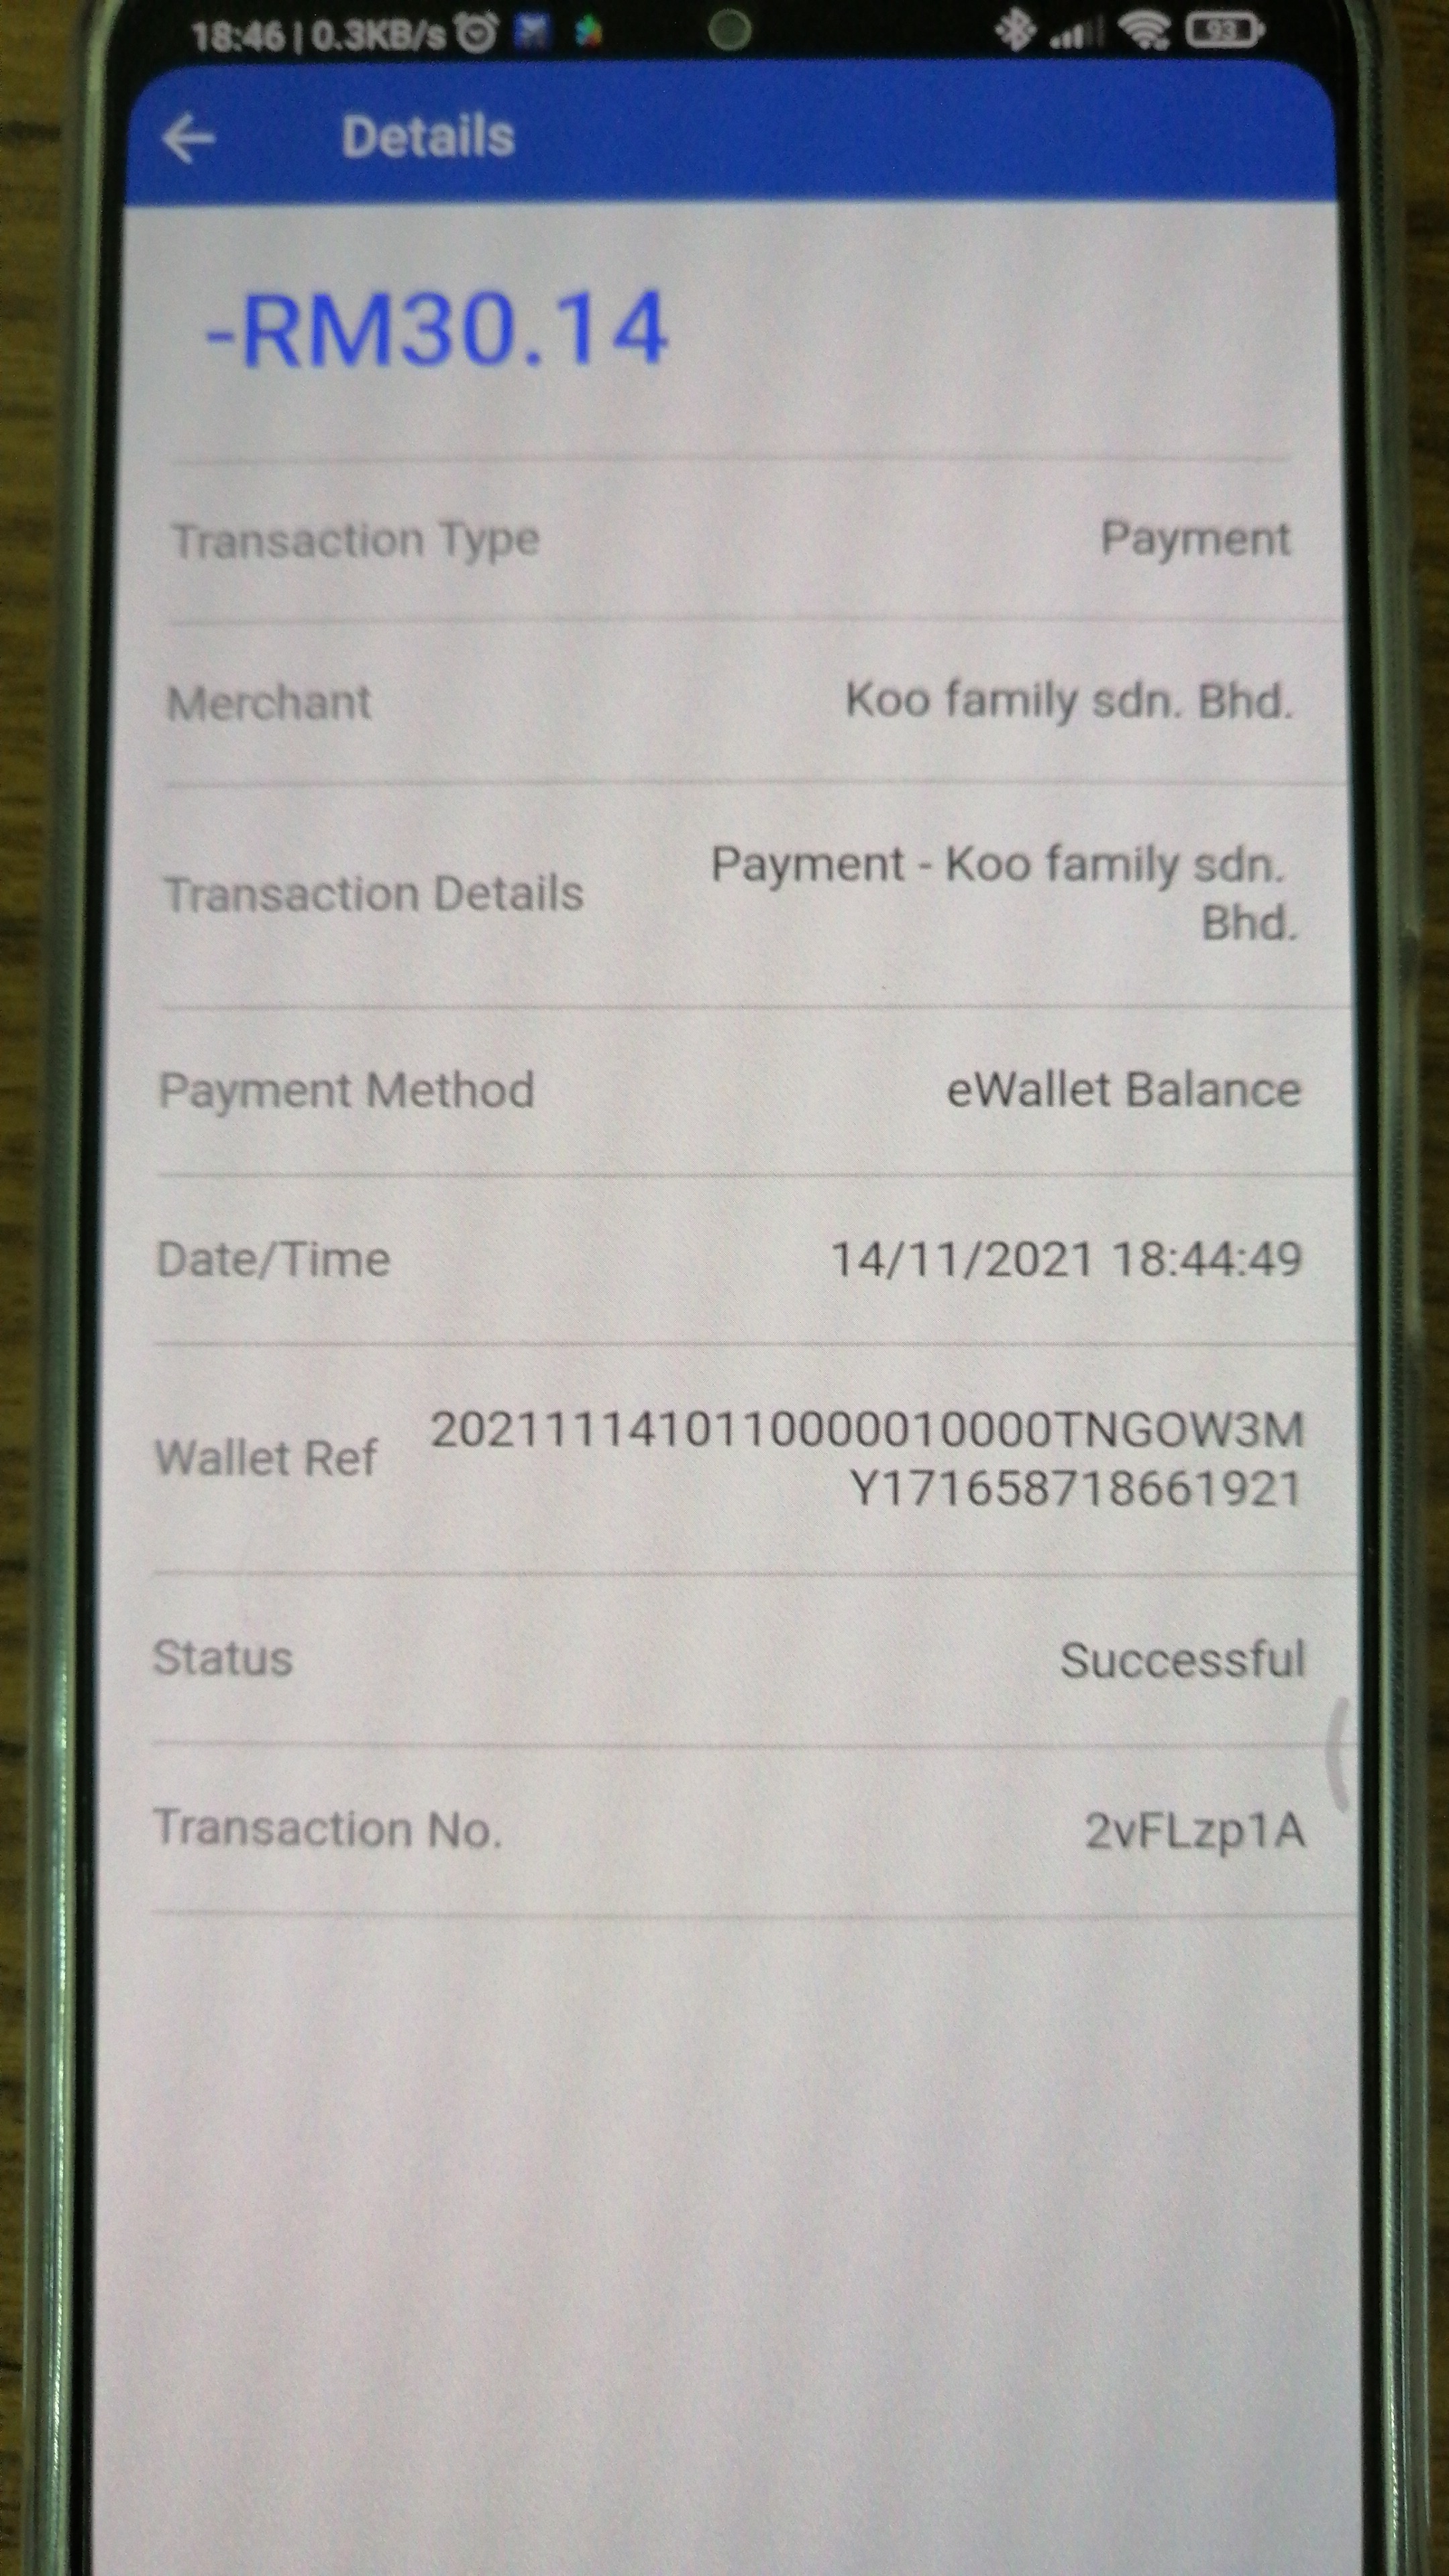 18:46 | 0.3KB/s
93
Details
-RM30.14
Transaction Type
Payment
Merchant
Koo family sdn. Bhd.
Transaction Details
Payment - Koo family sdn.
Bhd.
Payment Method
eWallet Balance
Date/Time
14/11/2021 18:44:49
Wallet Ref
20211114101100000010000TNGOW3M
Y171658718661921
Status
Successful
Transaction No.
2vFLzp1A